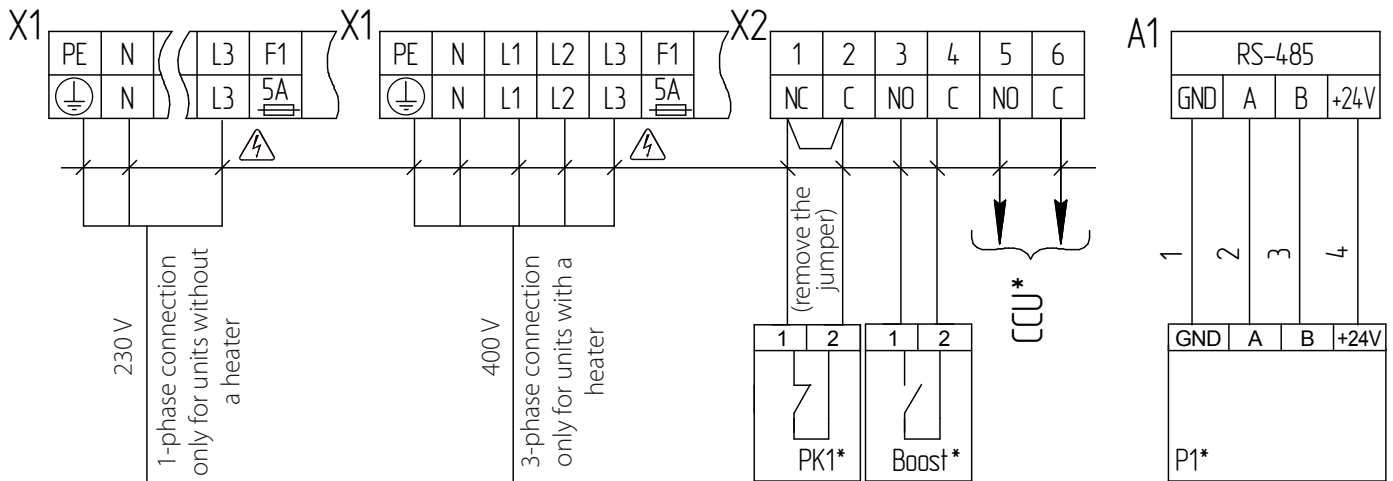 X1
PE N L3 F1
N L3 5A
230 V
1-phase connection
only for units without
a heater
X1
PE N L1 L2 L3 F1
N L1 L2 L3 5A
400 V
3-phase connection
only for units with a
heater
X2
1 2 3 4 5 6
NC C NO C NO C
(remove the
jumper)
1 2
PK1*
1 2
Boost*
CCU*
A1
RS-485
GND A B +24V
1 2 3 4
GND A B +24V
P1*